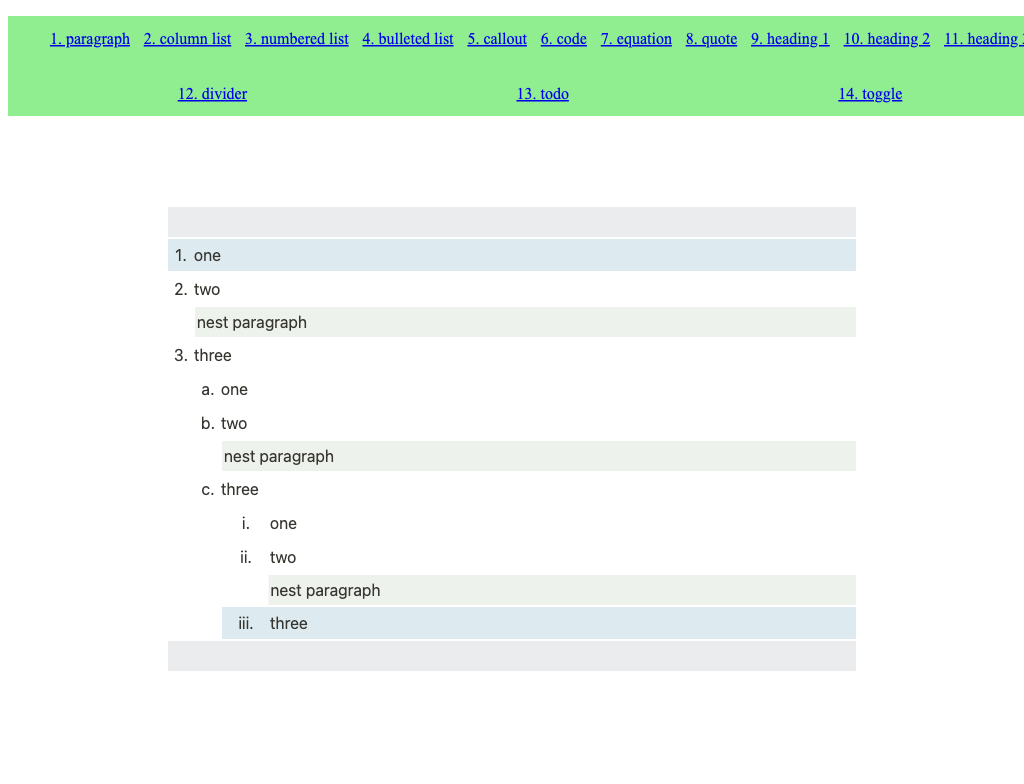 1. paragraph 2. column list 3. numbered list 4. bulleted list 5. callout 6. code 7. equation 8. quote 9. heading 1 10. heading 2 11. heading
12. divider 13. todo 14. toggle
1. one
2. two
nest paragraph
3. three
a. one
b. two
nest paragraph
c. three
i. one
ii. two
nest paragraph
iii. three